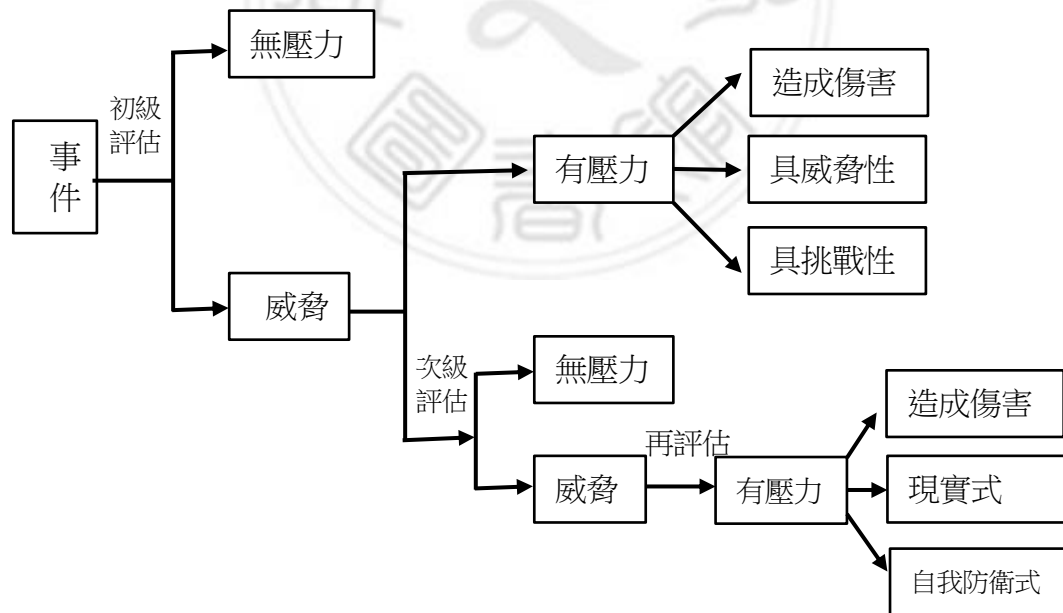 無壓力
初級
評估
事
件
威脅
有壓力
造成傷害
具威脅性
具挑戰性
次級
評估
無壓力
威脅
再評估
有壓力
造成傷害
現實式
自我防衛式